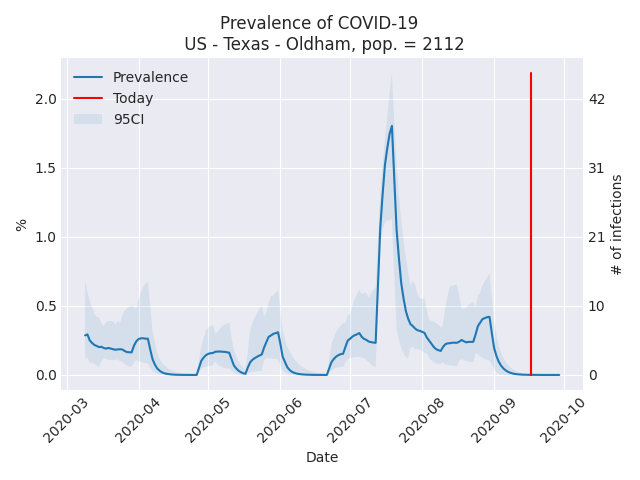 Prevalence of COVID-19
US - Texas - Oldham, pop. = 2112
Prevalence
Today
95CI
2.0
1.5
1.0
0.5
0.0
%
42
31
21
10
0
# of infections
2020-03
2020-04
2020-05
2020-06
2020-07
2020-08
2020-09
2020-10
Date